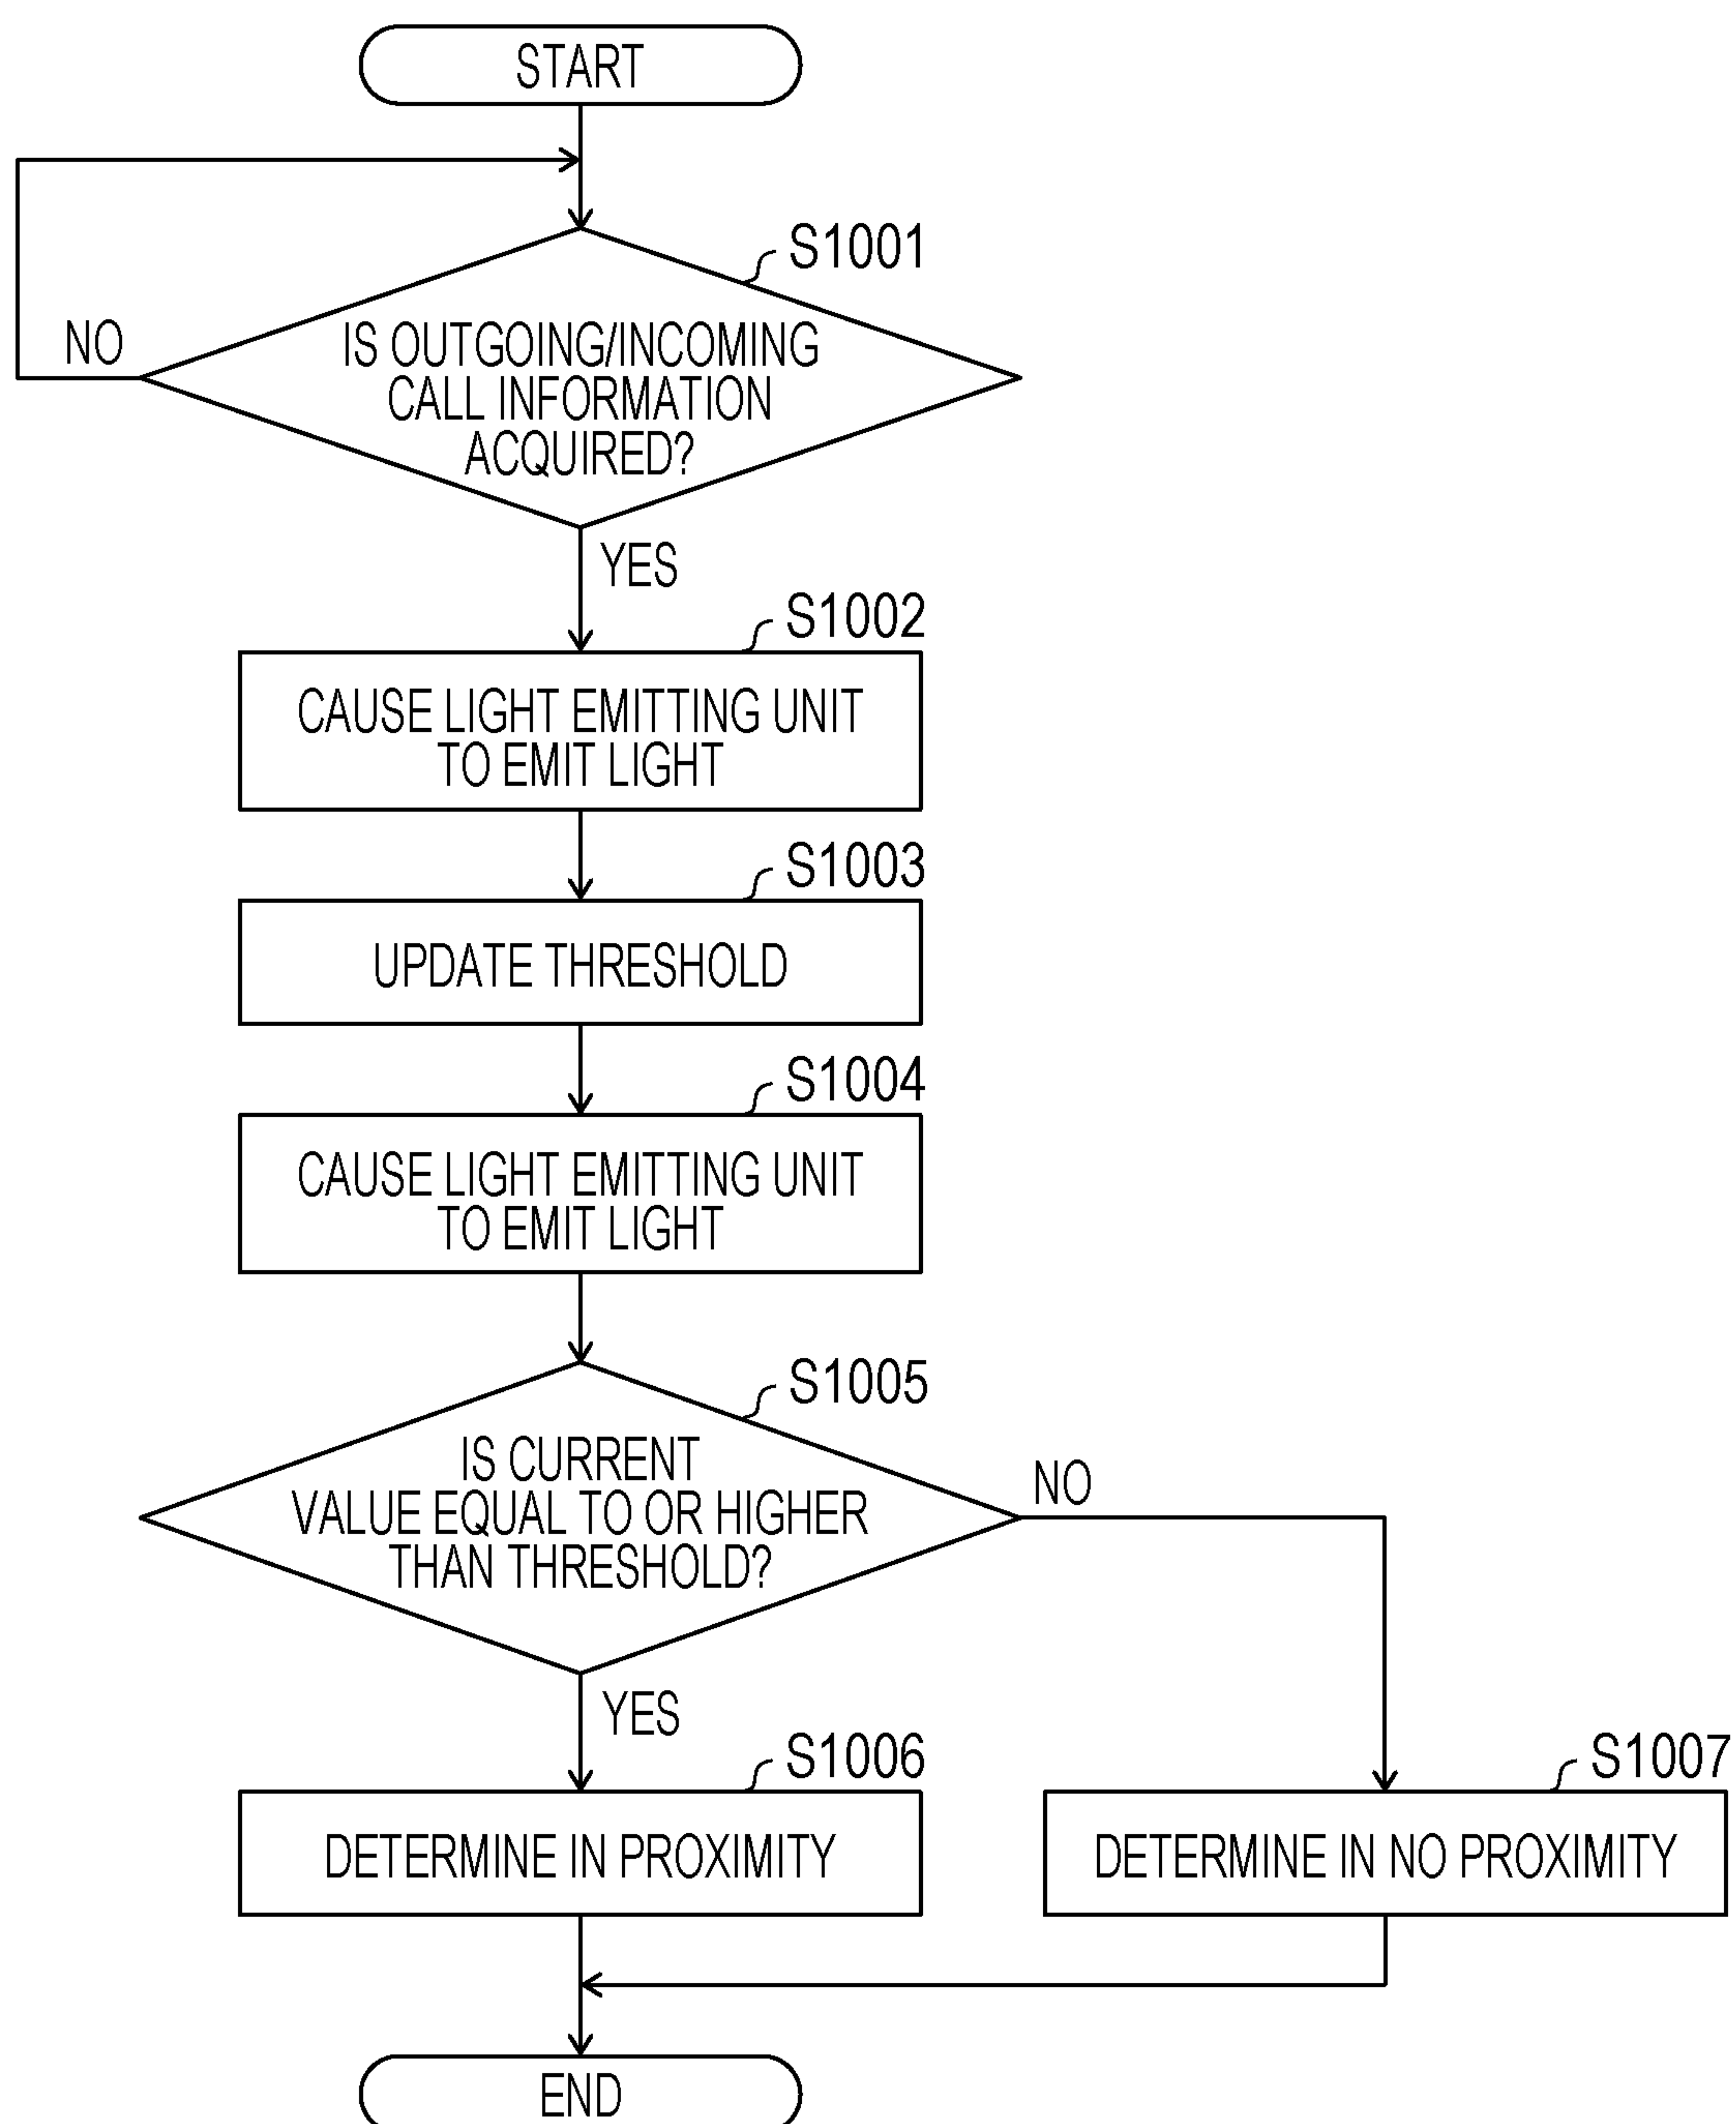 START
S1001
NO
IS OUTGOING/INCOMING
CALL INFORMATION
ACQUIRED?
YES
S1002
CAUSE LIGHT EMITTING UNIT
TO EMIT LIGHT
S1003
UPDATE THRESHOLD
S1004
CAUSE LIGHT EMITTING UNIT
TO EMIT LIGHT
S1005
IS CURRENT
VALUE EQUAL TO OR HIGHER
THAN THRESHOLD?
NO
YES
S1006
S1007
DETERMINE IN PROXIMITY
DETERMINE IN NO PROXIMITY
END